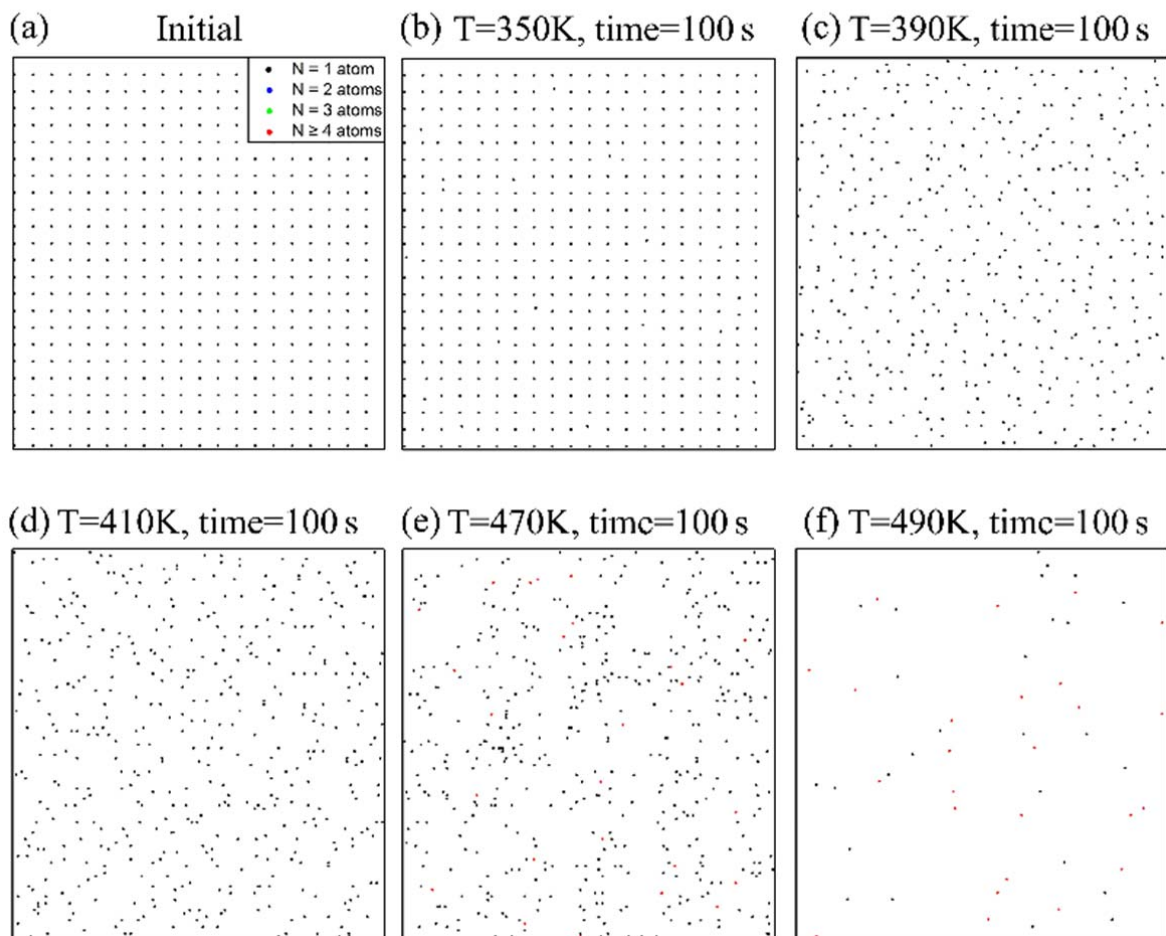 (a) Initial
(b) T=350K, time=100 s
(c) T=390K, time=100 s
N = 1 atom
N = 2 atoms
N = 3 atoms
N ≥ 4 atoms
(d) T=410K, time=100 s
(e) T=470K, timc=100 s
(f) T=490K, timc=100 s